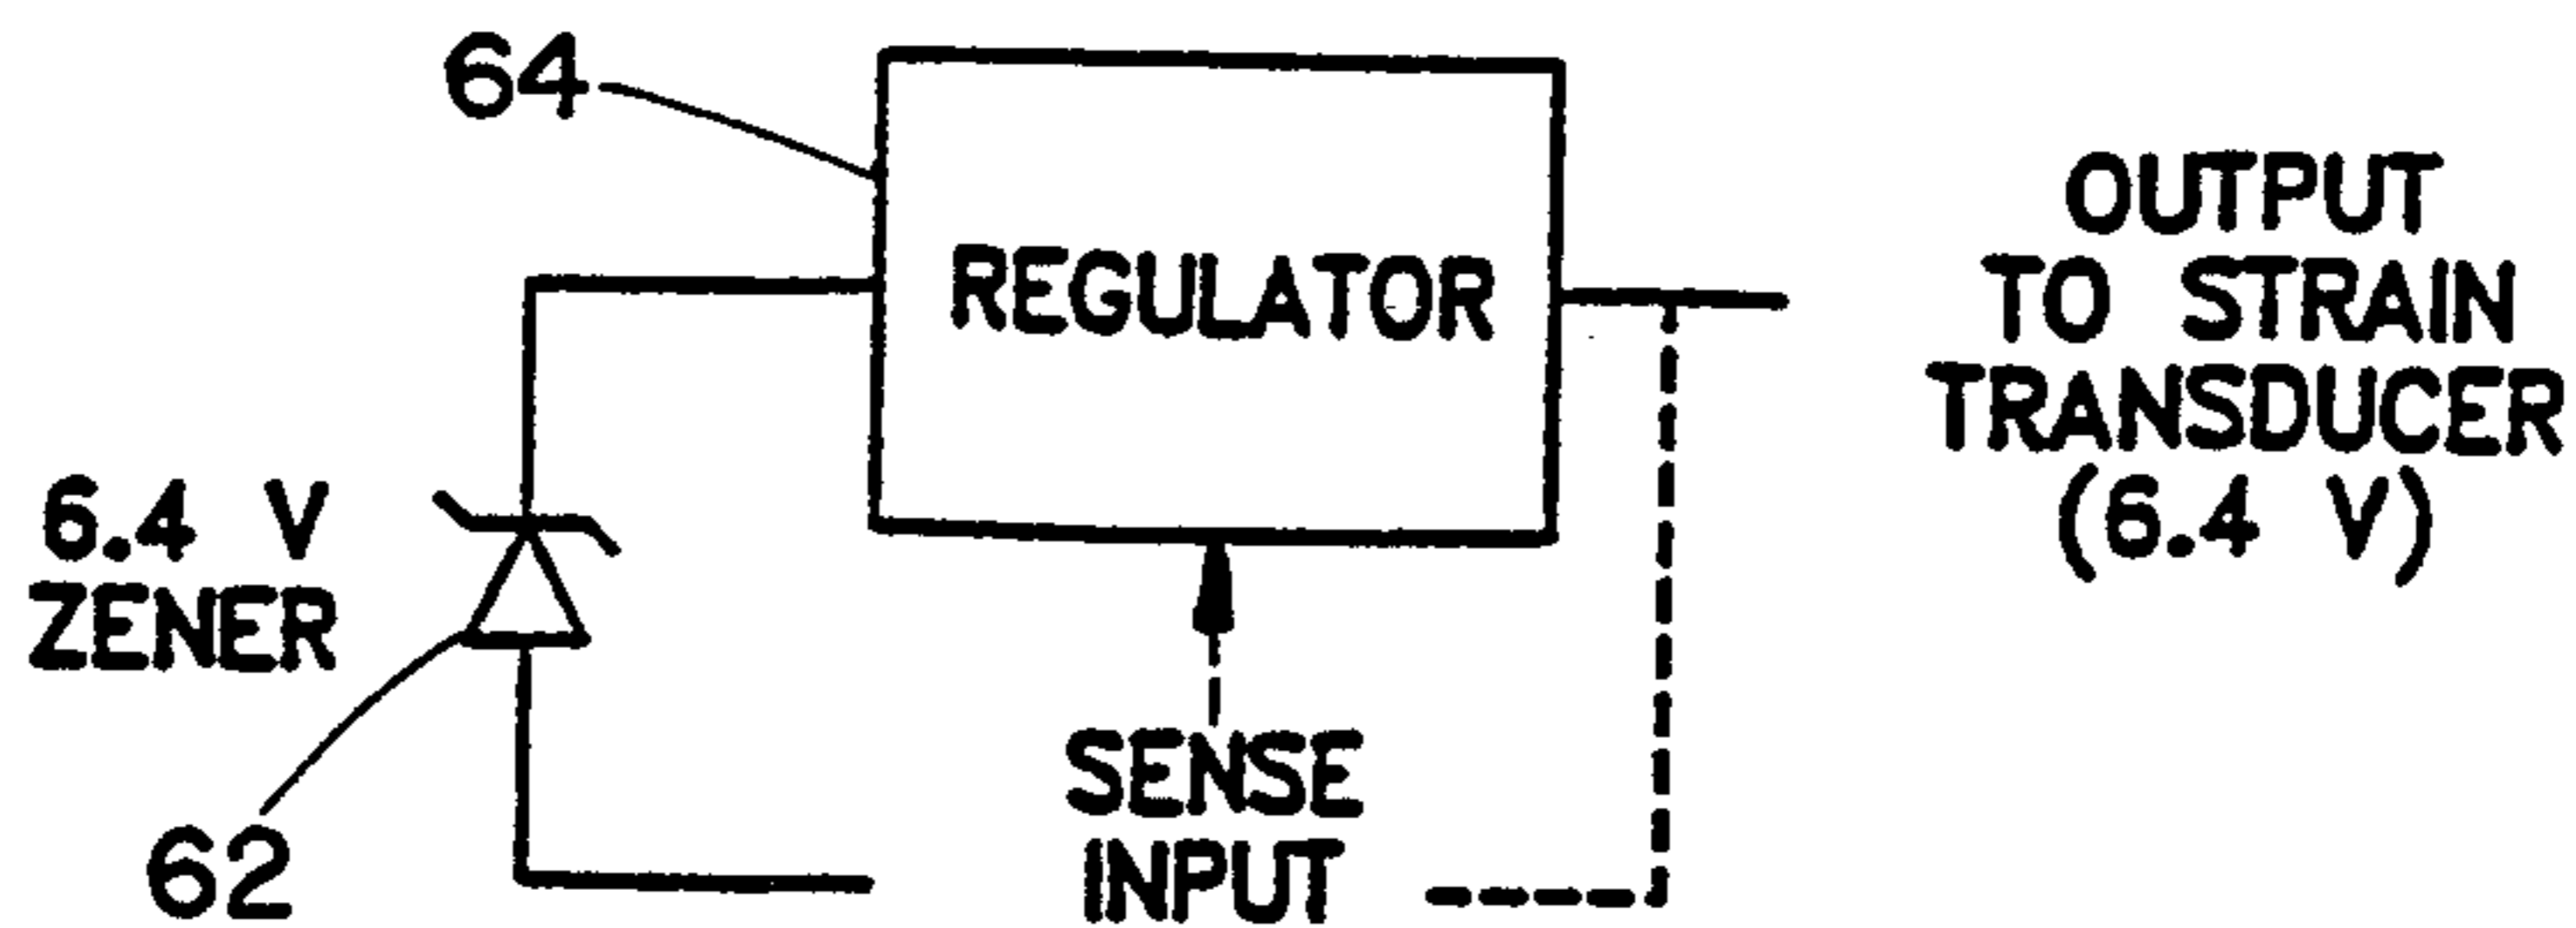 64
REGULATOR
OUTPUT
TO STRAIN
TRANSDUCER
(6.4 V)
6.4 V
ZENER
62
SENSE
INPUT